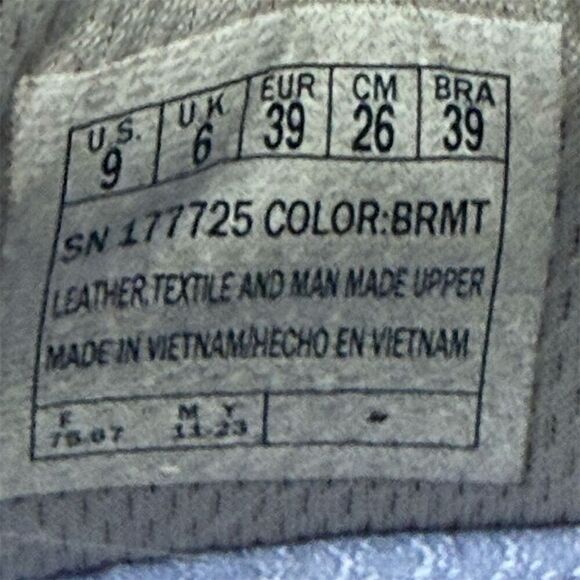 U.S. UK EUR CM BRA
9 6 39 26 39
SN 177725 COLOR:BRMT
LEATHER,TEXTILE AND MAN MADE UPPER
MADE IN VIETNAM/HECHO EN VIETNAM
F M Y
11-23 -